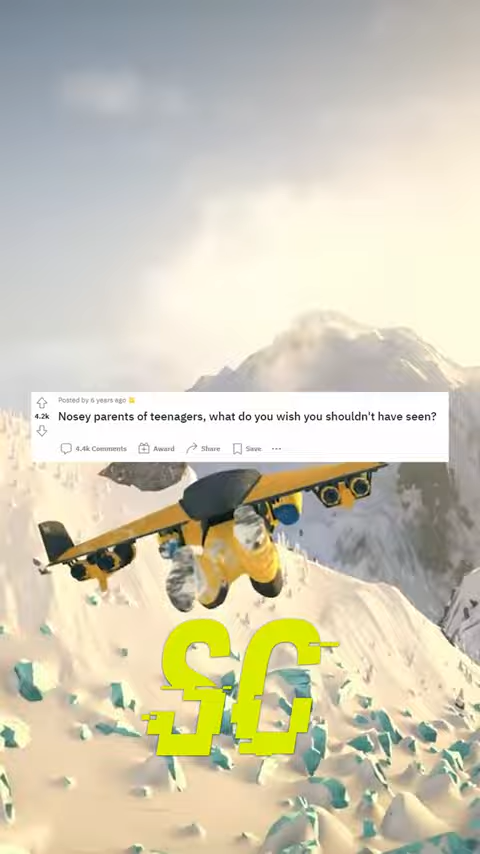 Posted by 6 years ago
4.2k
Nosey parents of teenagers, what do you wish you shouldn't have seen?
4.4k Comments Award Share Save
SC